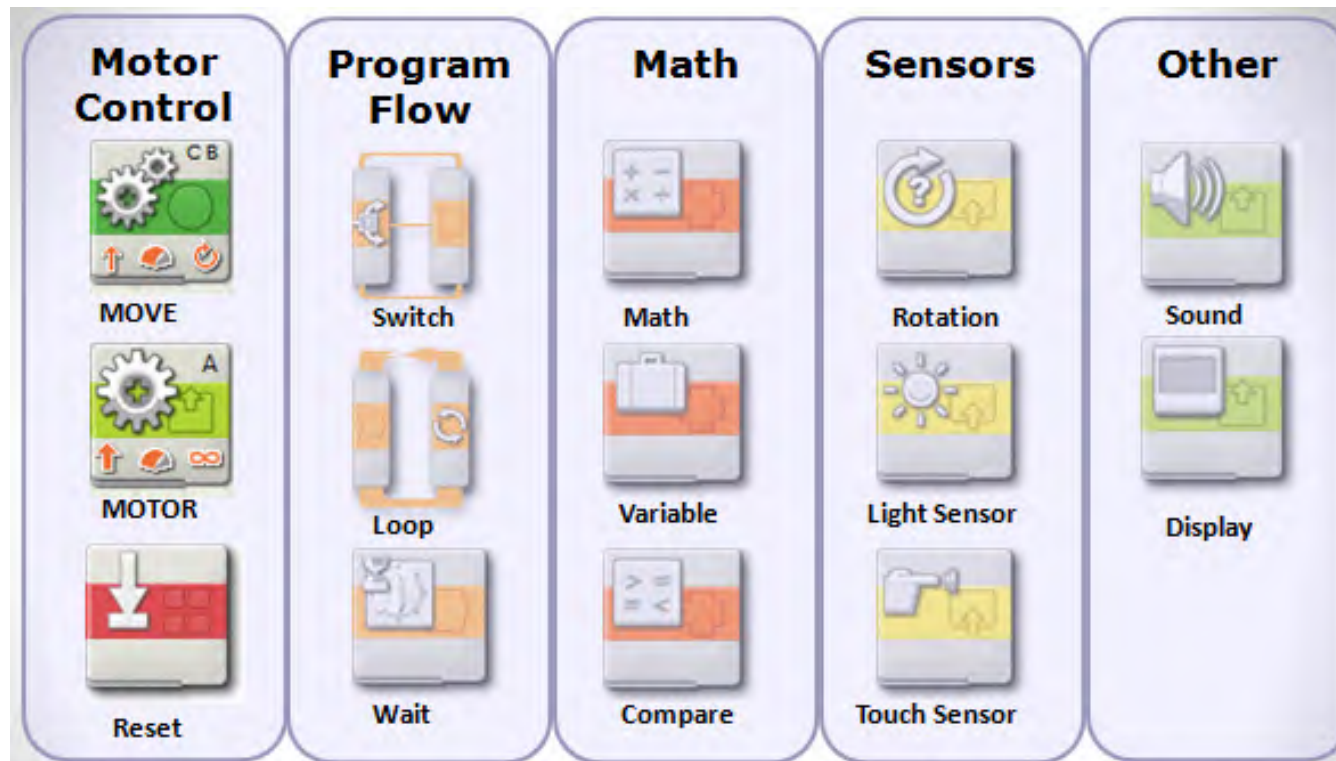 Motor
Control
C B
MOVE
A
MOTOR
Reset
Program
Flow
Switch
Loop
Wait
Math
Math
Variable
Compare
Sensors
Rotation
Light Sensor
Touch Sensor
Other
Sound
Display